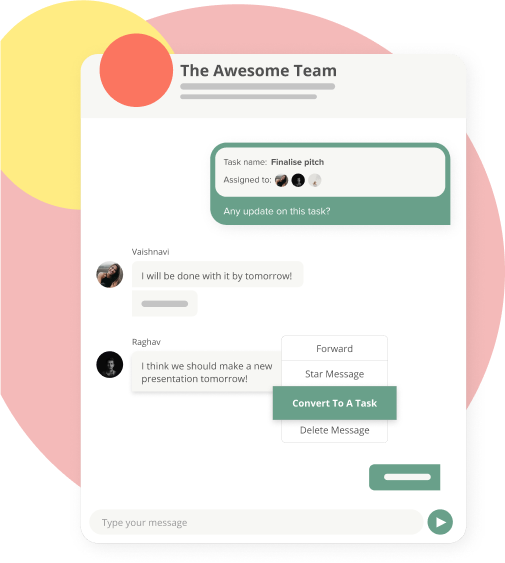 The Awesome Team
Task name: Finalise pitch
Assigned to:
Any update on this task?
Vaishnavi
I will be done with it by tomorrow!
Raghav
I think we should make a new
presentation tomorrow!
Forward
Star Message
Convert To A Task
Delete Message
Type your message